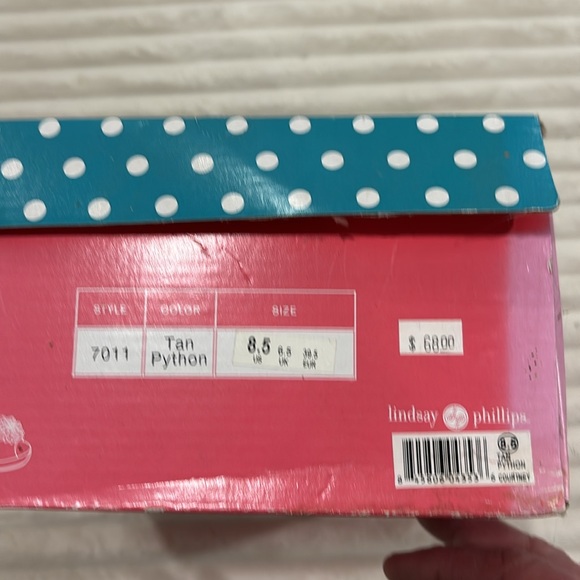 STYLE COLOR SIZE
7011 Tan Python 8.5 US 6.5 UK 38.5 EUR
$ 68.00
lindsay phillips
8.5
TAN
PYTHON
COURTNEY